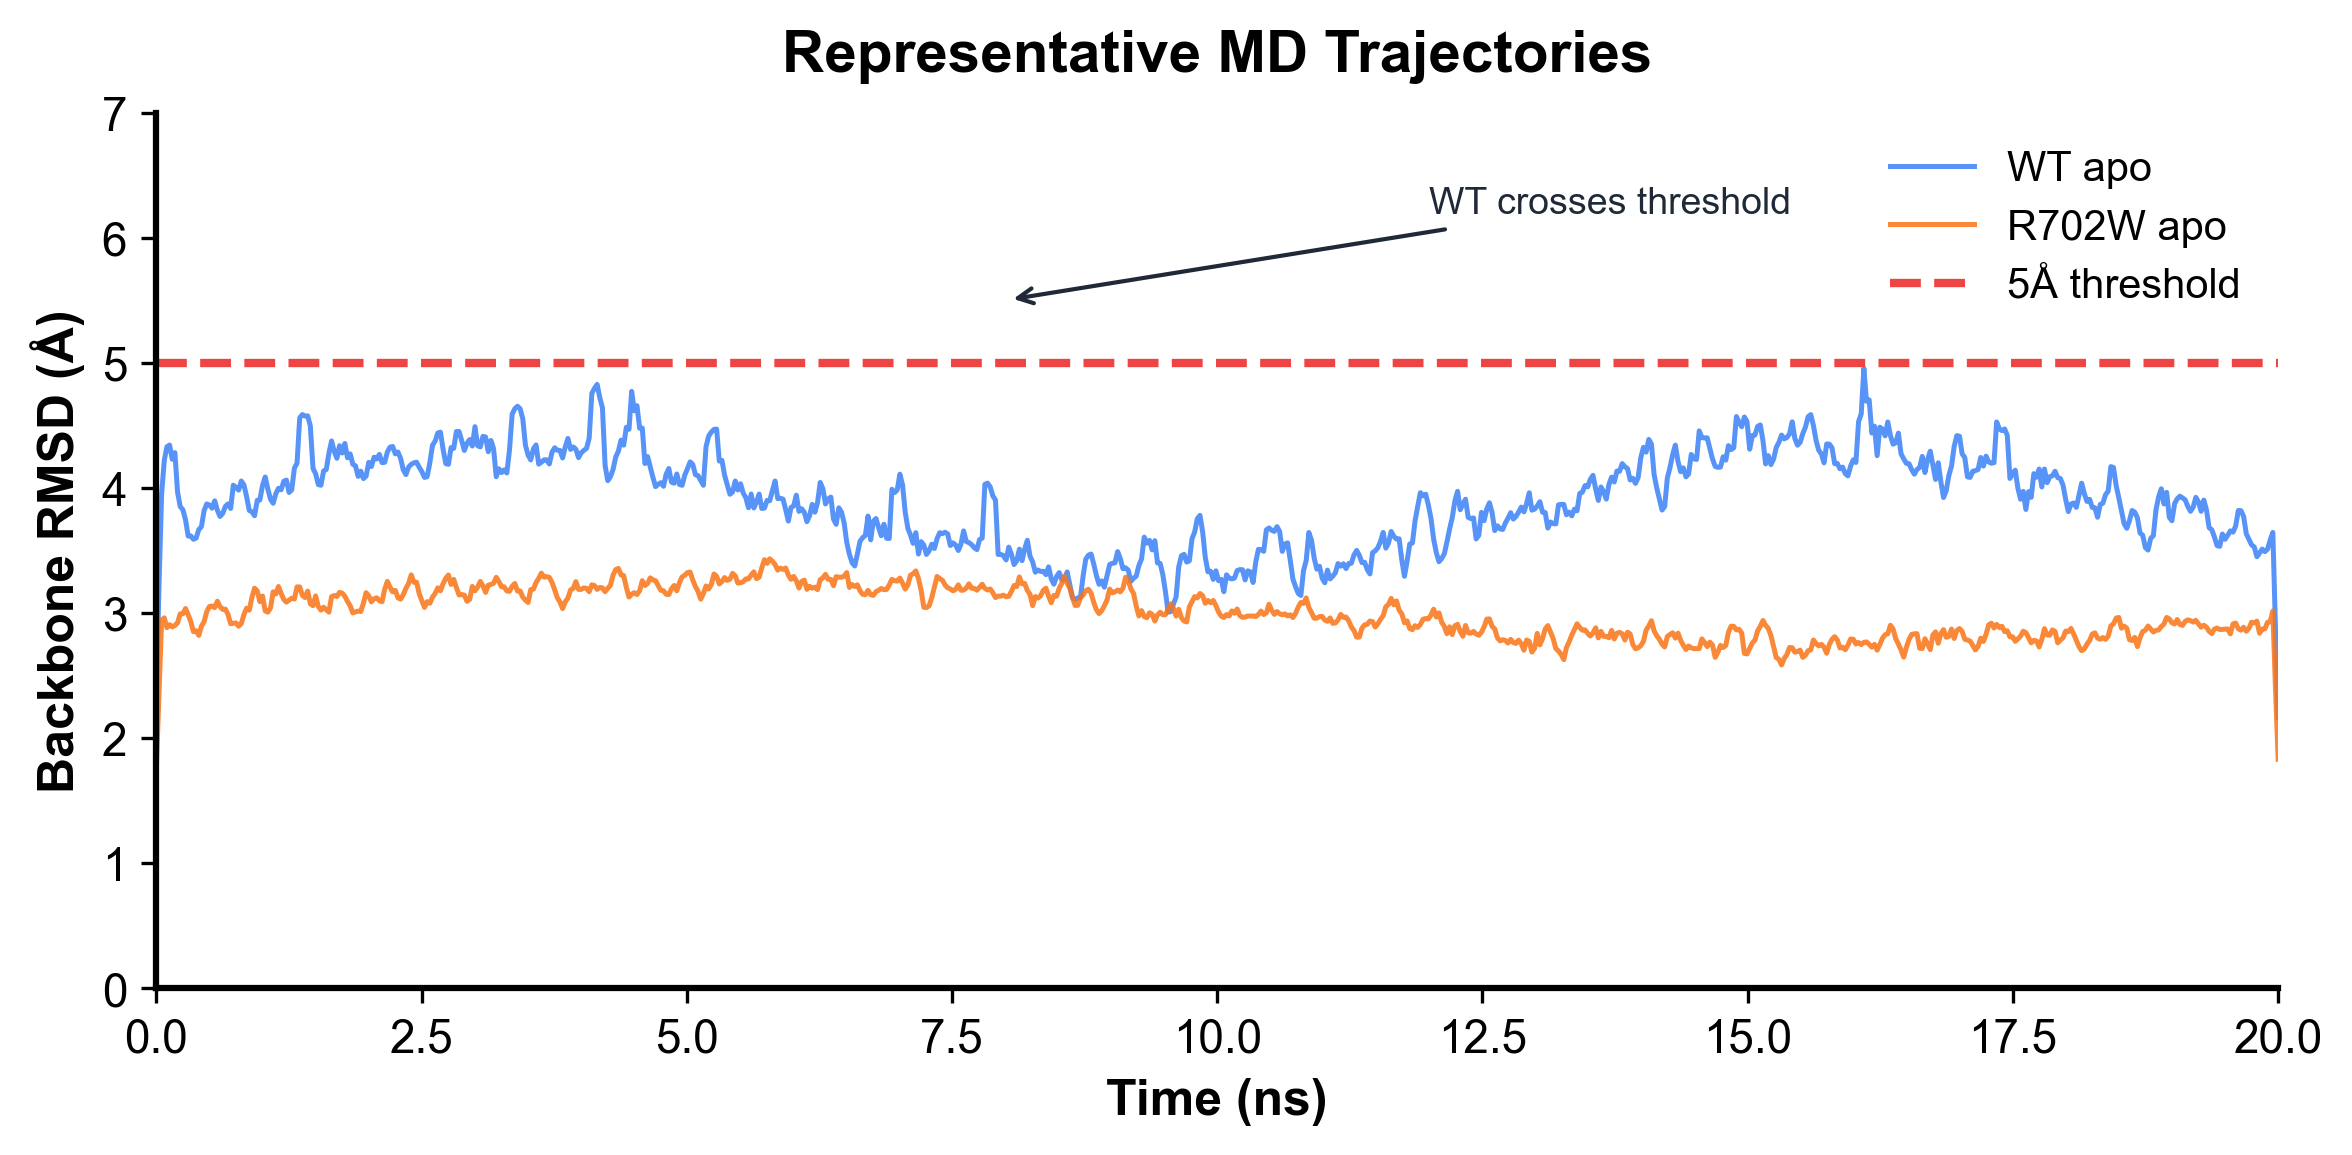 Representative MD Trajectories
7
6
5
4
3
2
1
0
Backbone RMSD (Å)
WT crosses threshold
WT apo
R702W apo
5Å threshold
0.0 2.5 5.0 7.5 10.0 12.5 15.0 17.5 20.0
Time (ns)